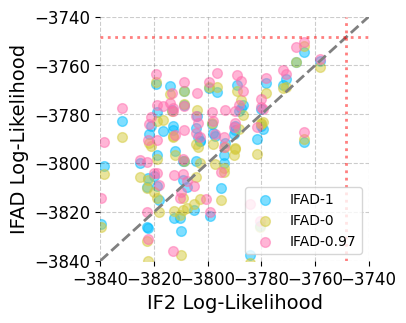 −3740
−3760
−3780
−3800
−3820
−3840
IFAD Log-Likelihood
IFAD-1
IFAD-0
IFAD-0.97
−3840 −3820 −3800 −3780 −3760 −3740
IF2 Log-Likelihood